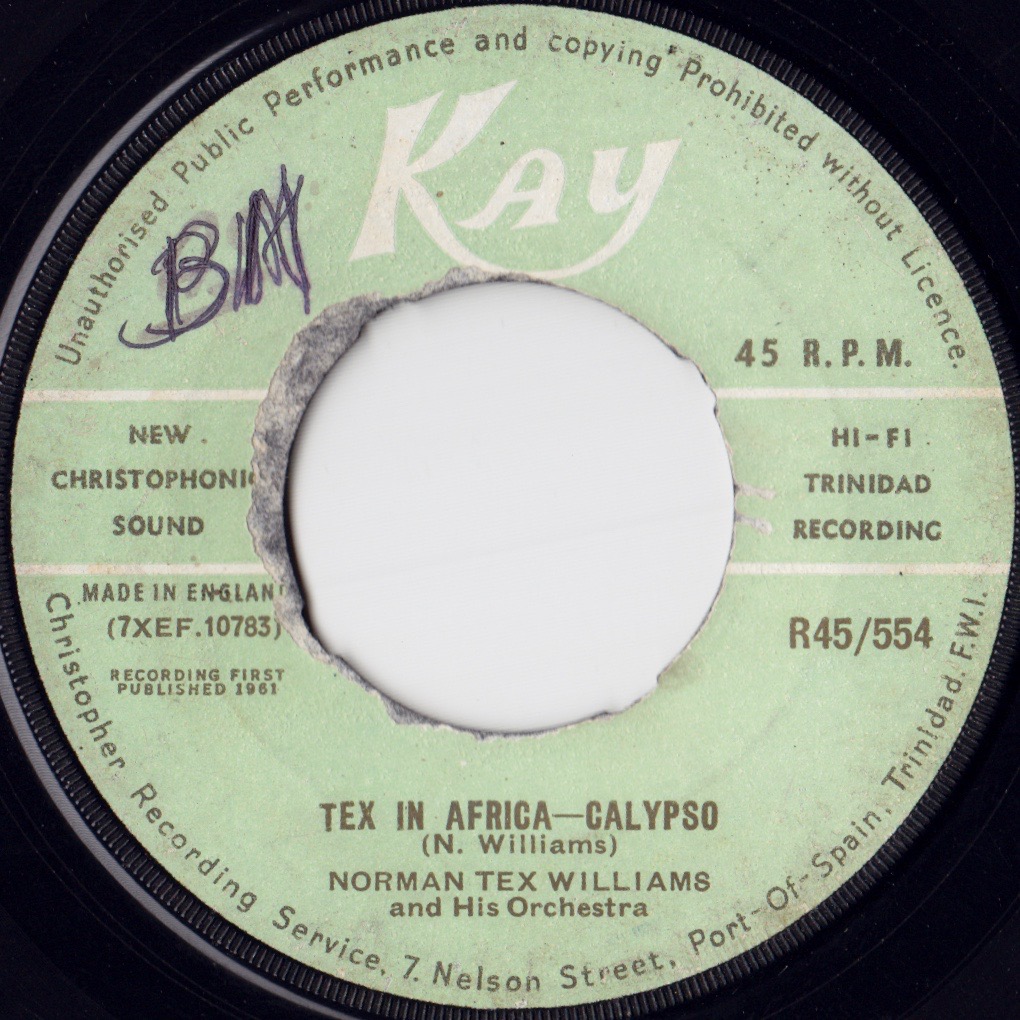 Unauthorised Public Performance and copying Prohibited without Licence.
Kay
45 R.P.M.
NEW
CHRISTOPHONIC
SOUND
HI-FI
TRINIDAD
RECORDING
MADE IN ENGLAND
(7XEF.10783)
RECORDING FIRST
PUBLISHED 1961
R45/554
TEX IN AFRICA—CALYPSO
(N. Williams)
NORMAN TEX WILLIAMS
and His Orchestra
Christopher Recording Service, 7. Nelson Street, Port-Of-Spain, Trinidad. F.W.I.